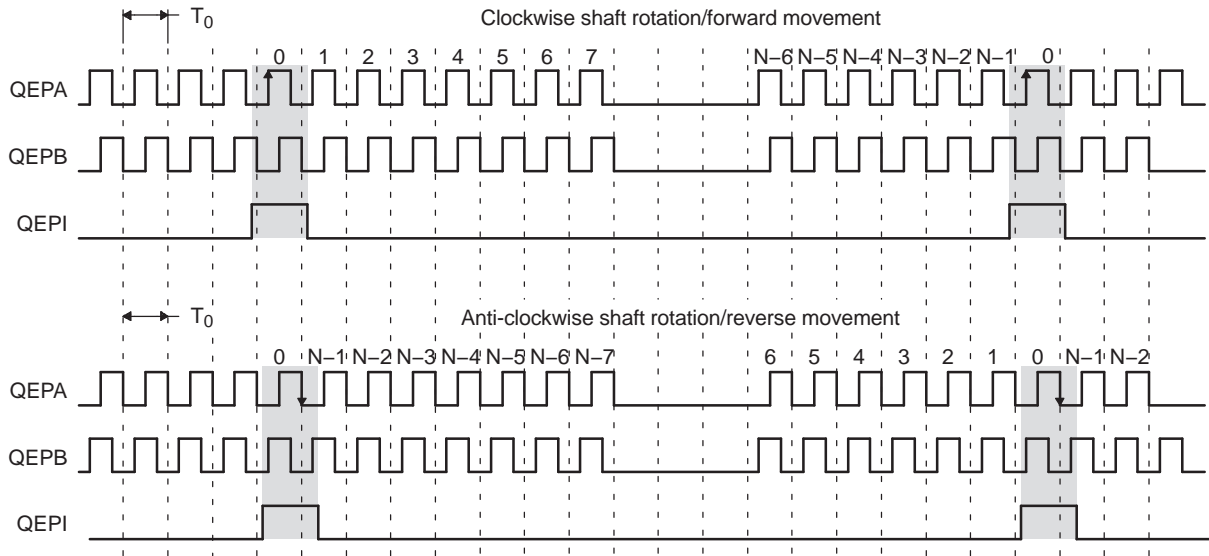 T0 Clockwise shaft rotation/forward movement
0 1 2 3 4 5 6 7 N–6 N–5 N–4 N–3 N–2 N–1 0
QEPA
QEPB
QEPI
T0 Anti-clockwise shaft rotation/reverse movement
0 N–1 N–2 N–3 N–4 N–5 N–6 N–7 6 5 4 3 2 1 0 N–1 N–2
QEPA
QEPB
QEPI